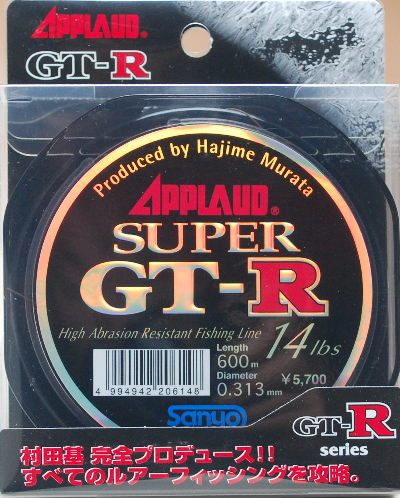 APPLAUD®
GT-R
Produced by Hajime Murata
APPLAUD®
SUPER
GT-R
High Abrasion Resistant Fishing Line
14lbs
Length
600m
Diameter
0.313mm
¥5,700
4 994942 206148
Sanyo
GT-R
series
村田基 完全プロデュース!!
すべてのルアーフィッシングを攻略。